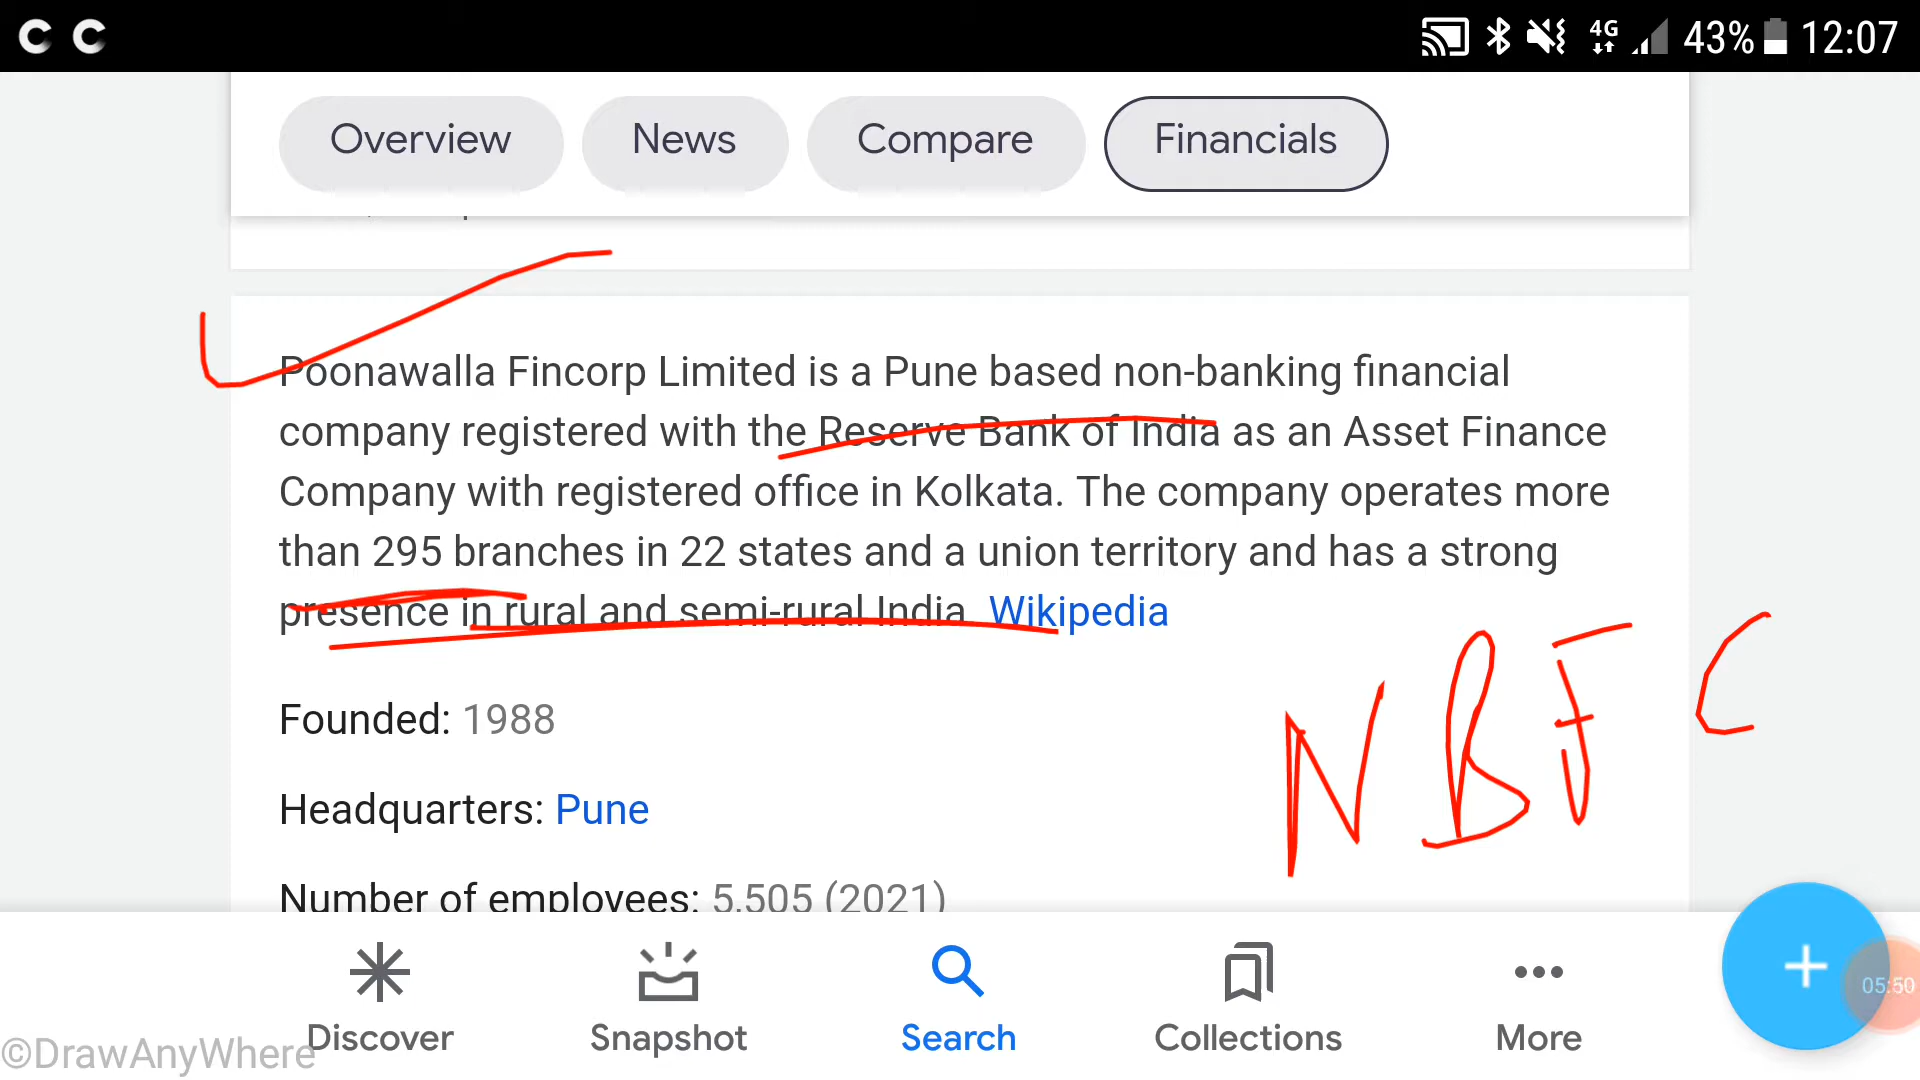 4G 43% 12:07
Overview News Compare Financials
Poonawalla Fincorp Limited is a Pune based non-banking financial
company registered with the Reserve Bank of India as an Asset Finance
Company with registered office in Kolkata. The company operates more
than 295 branches in 22 states and a union territory and has a strong
presence in rural and semi-rural India. Wikipedia
NBFC
Founded: 1988
Headquarters: Pune
Number of employees: 5,505 (2021)
05:50
Discover Snapshot Search Collections More
©DrawAnyWhere